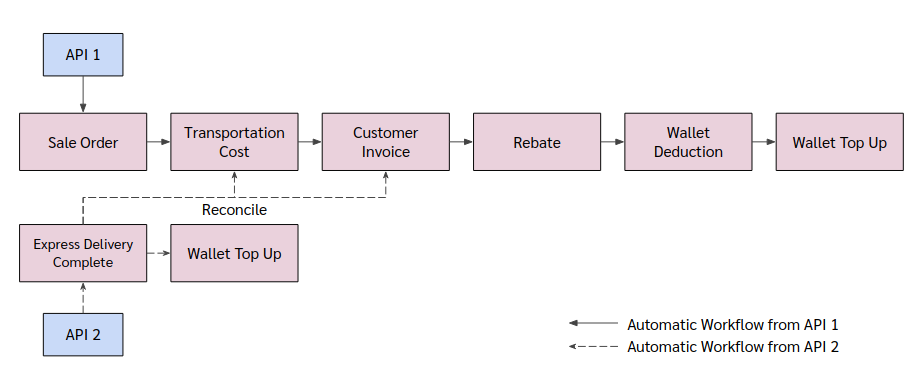 API 1
Sale Order
Transportation
Cost
Customer
Invoice
Rebate
Wallet
Deduction
Wallet Top Up
Reconcile
Express Delivery
Complete
Wallet Top Up
API 2
Automatic Workflow from API 1
Automatic Workflow from API 2